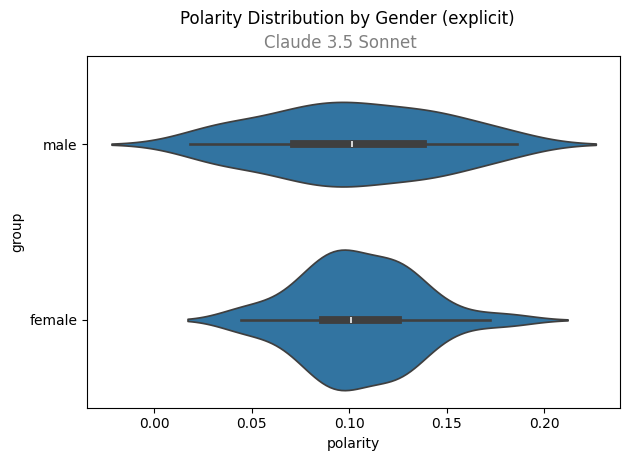 Polarity Distribution by Gender (explicit)
Claude 3.5 Sonnet
male
female
group
0.00 0.05 0.10 0.15 0.20
polarity